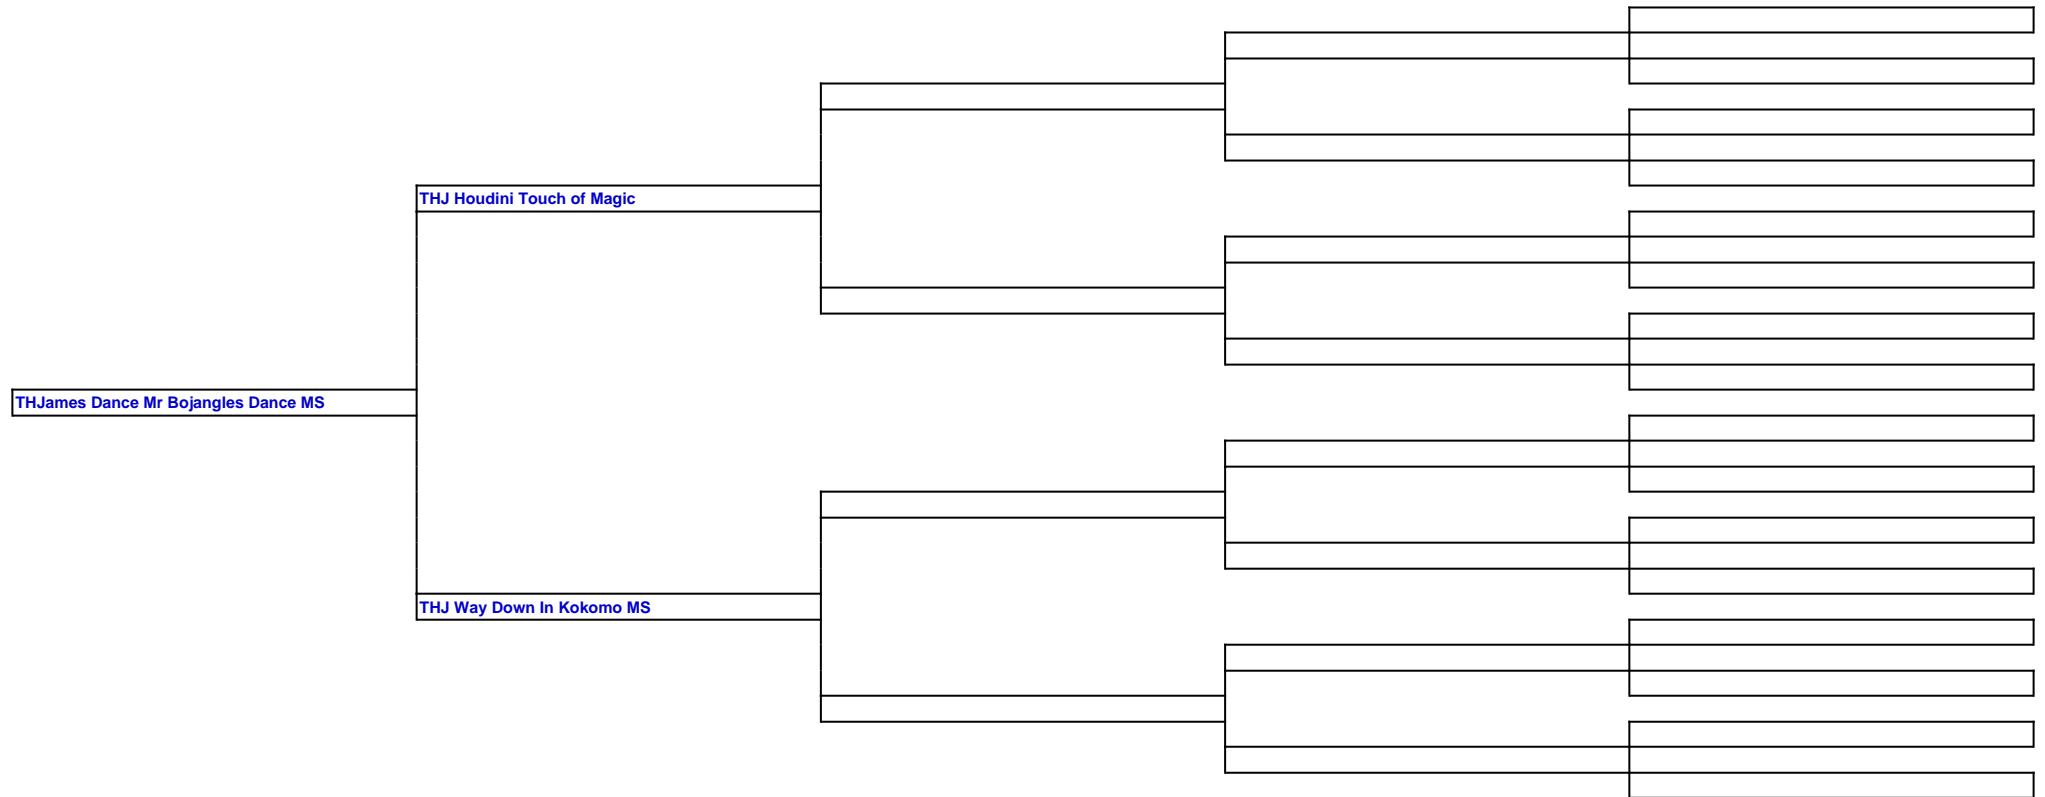 THJ Houdini Touch of Magic
THJames Dance Mr Bojangles Dance MS
THJ Way Down In Kokomo MS